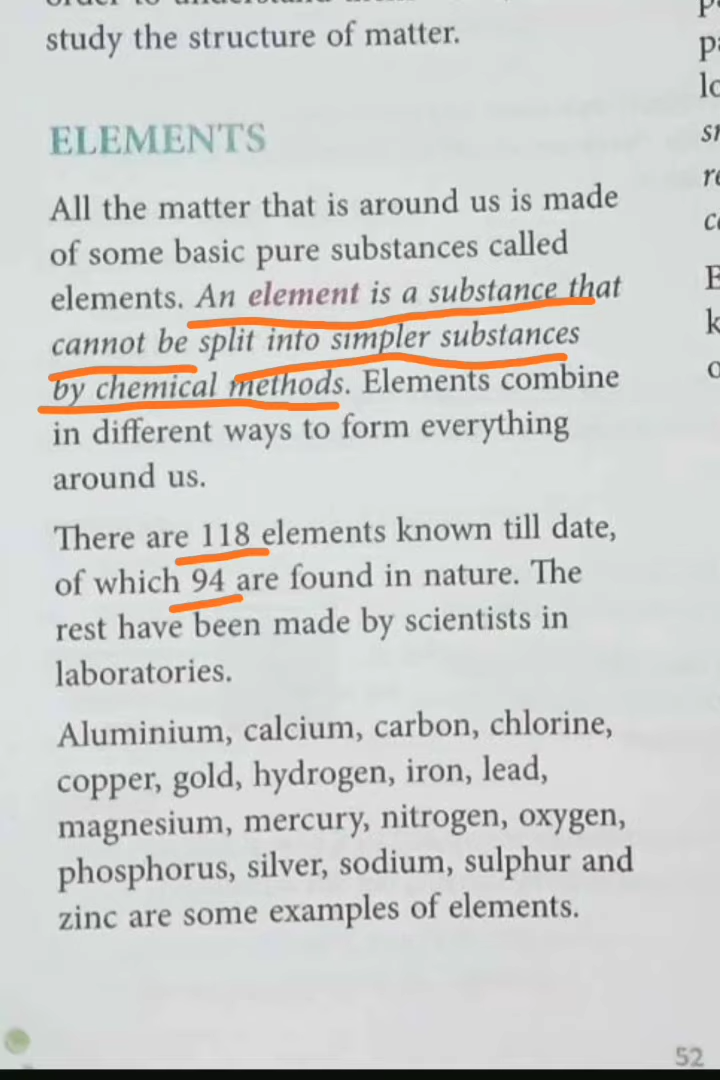 study the structure of matter.
ELEMENTS
All the matter that is around us is made
of some basic pure substances called
elements. An element is a substance that
cannot be split into simpler substances
by chemical methods. Elements combine
in different ways to form everything
around us.
There are 118 elements known till date,
of which 94 are found in nature. The
rest have been made by scientists in
laboratories.
Aluminium, calcium, carbon, chlorine,
copper, gold, hydrogen, iron, lead,
magnesium, mercury, nitrogen, oxygen,
phosphorus, silver, sodium, sulphur and
zinc are some examples of elements.
52